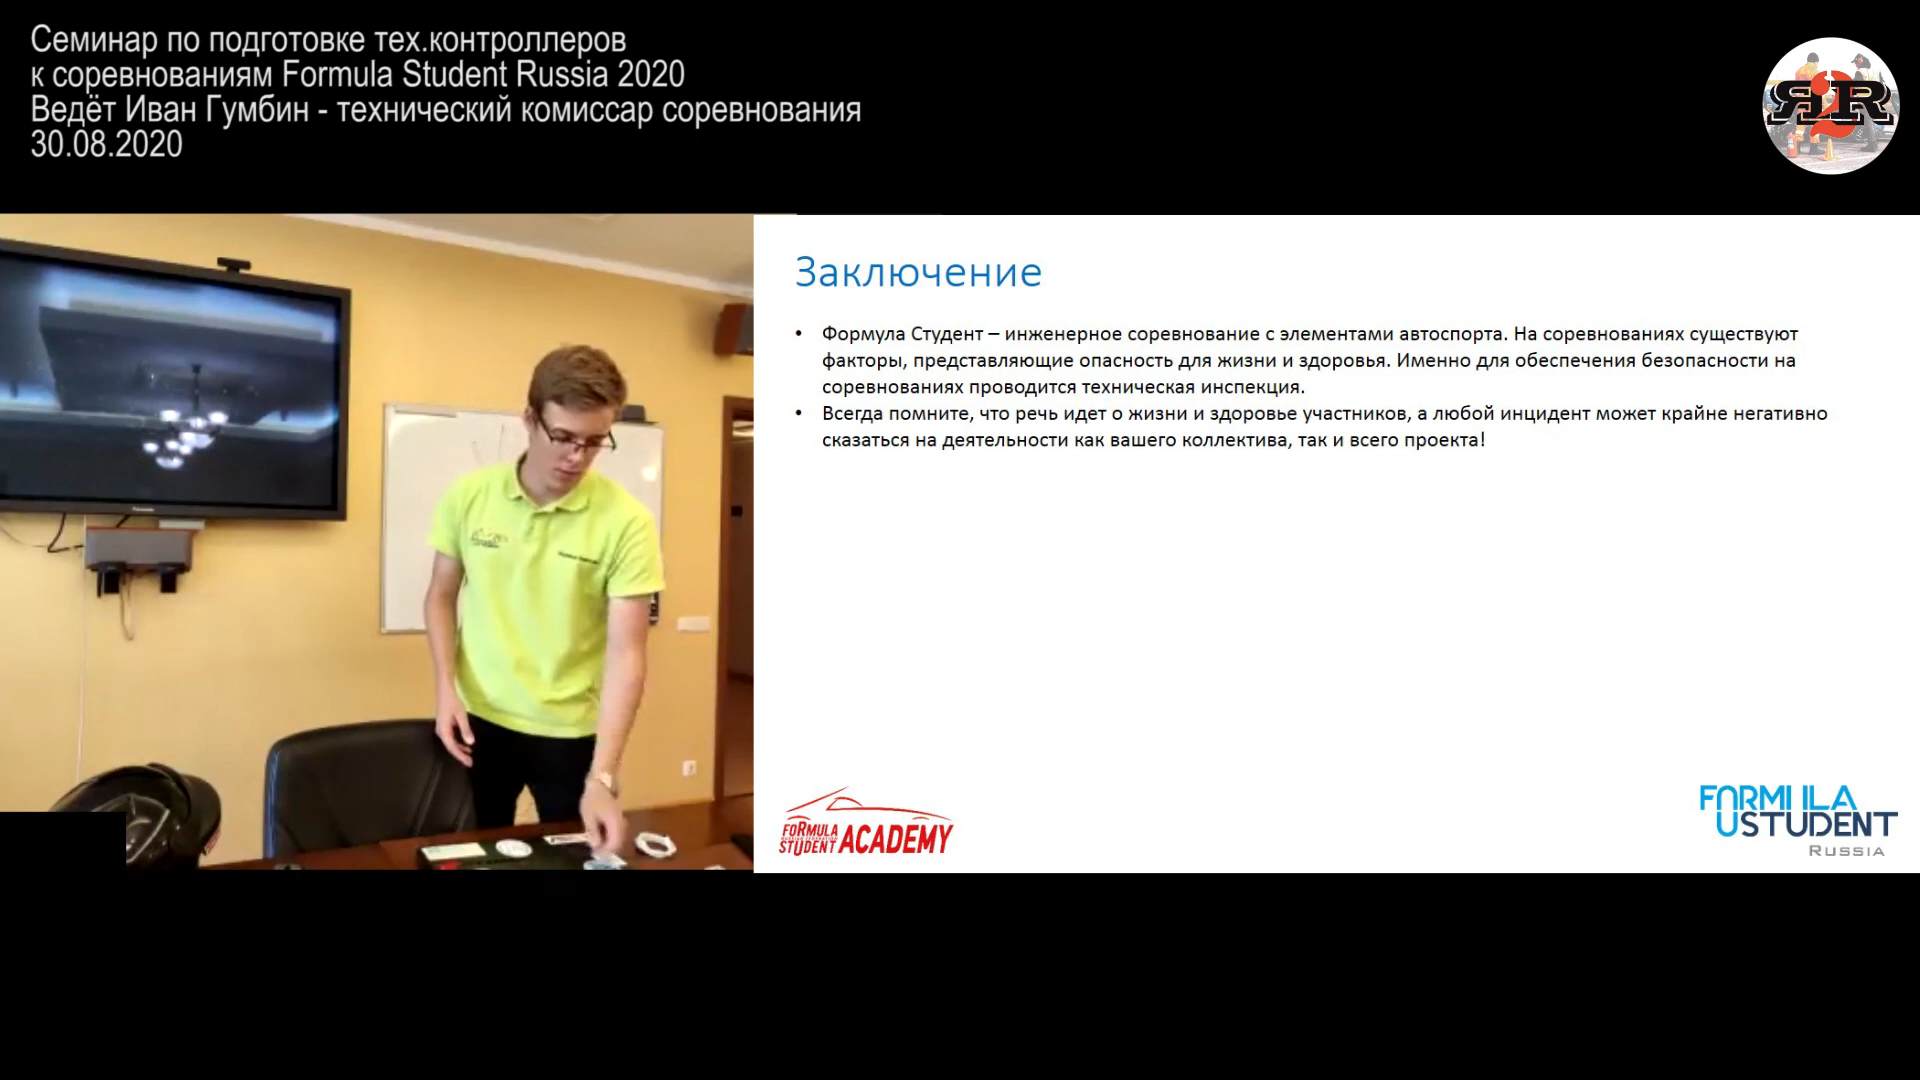 Семинар по подготовке тех.контроллеров
к соревнованиям Formula Student Russia 2020
Ведёт Иван Гумбин - технический комиссар соревнования
30.08.2020
ЯR
2
Panasonic
Заключение
• Формула Студент – инженерное соревнование с элементами автоспорта. На соревнованиях существуют
факторы, представляющие опасность для жизни и здоровья. Именно для обеспечения безопасности на
соревнованиях проводится техническая инспекция.
• Всегда помните, что речь идет о жизни и здоровье участников, а любой инцидент может крайне негативно
сказаться на деятельности как вашего коллектива, так и всего проекта!
FORMULA
STUDENT ACADEMY
FORMULA
STUDENT
RUSSIA